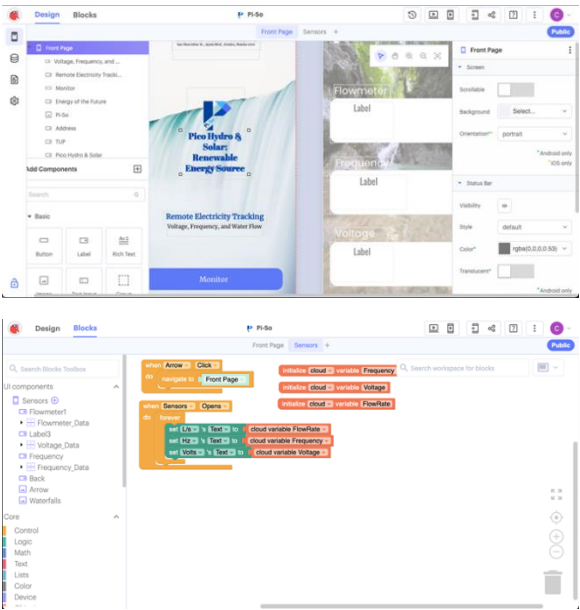 Design Blocks Pi-So Public
Front Page Sensors +
Front Page
Voltage, Frequency, and ...
Remote Electricity Tracki...
Monitor
Energy of the Future
Pi-So
Address
TUP
Pico Hydro & Solar
Add Components
Search
Basic
Button Label Rich Text
Pico Hydro &
Solar:
Renewable
Energy Source
Remote Electricity Tracking
Voltage, Frequency, and Water Flow
Monitor
Flowmeter
Label
Frequency
Label
Voltage
Label
Front Page
Screen
Scrollable
Background Select...
Orientation* portrait
*Android only
*iOS only
Status Bar
Visibility
Style default
Color* rgba(0,0,0,0.53)
Translucent*
*Android only
Design Blocks Pi-So Public
Front Page Sensors +
Search Blocks Toolbox
UI components
Sensors
Flowmeter1
Flowmeter_Data
Label3
Voltage_Data
Frequency
Frequency_Data
Back
Arrow
Waterfalls
Core
Control
Logic
Math
Text
Lists
Color
Device
when Arrow Click
do navigate to Front Page
when Sensors Opens
do forever
set L/s 's Text to cloud variable FlowRate
set Hz 's Text to cloud variable Frequency
set Volts 's Text to cloud variable Voltage
initialize cloud variable Frequency
initialize cloud variable Voltage
initialize cloud variable FlowRate
Search workspace for blocks